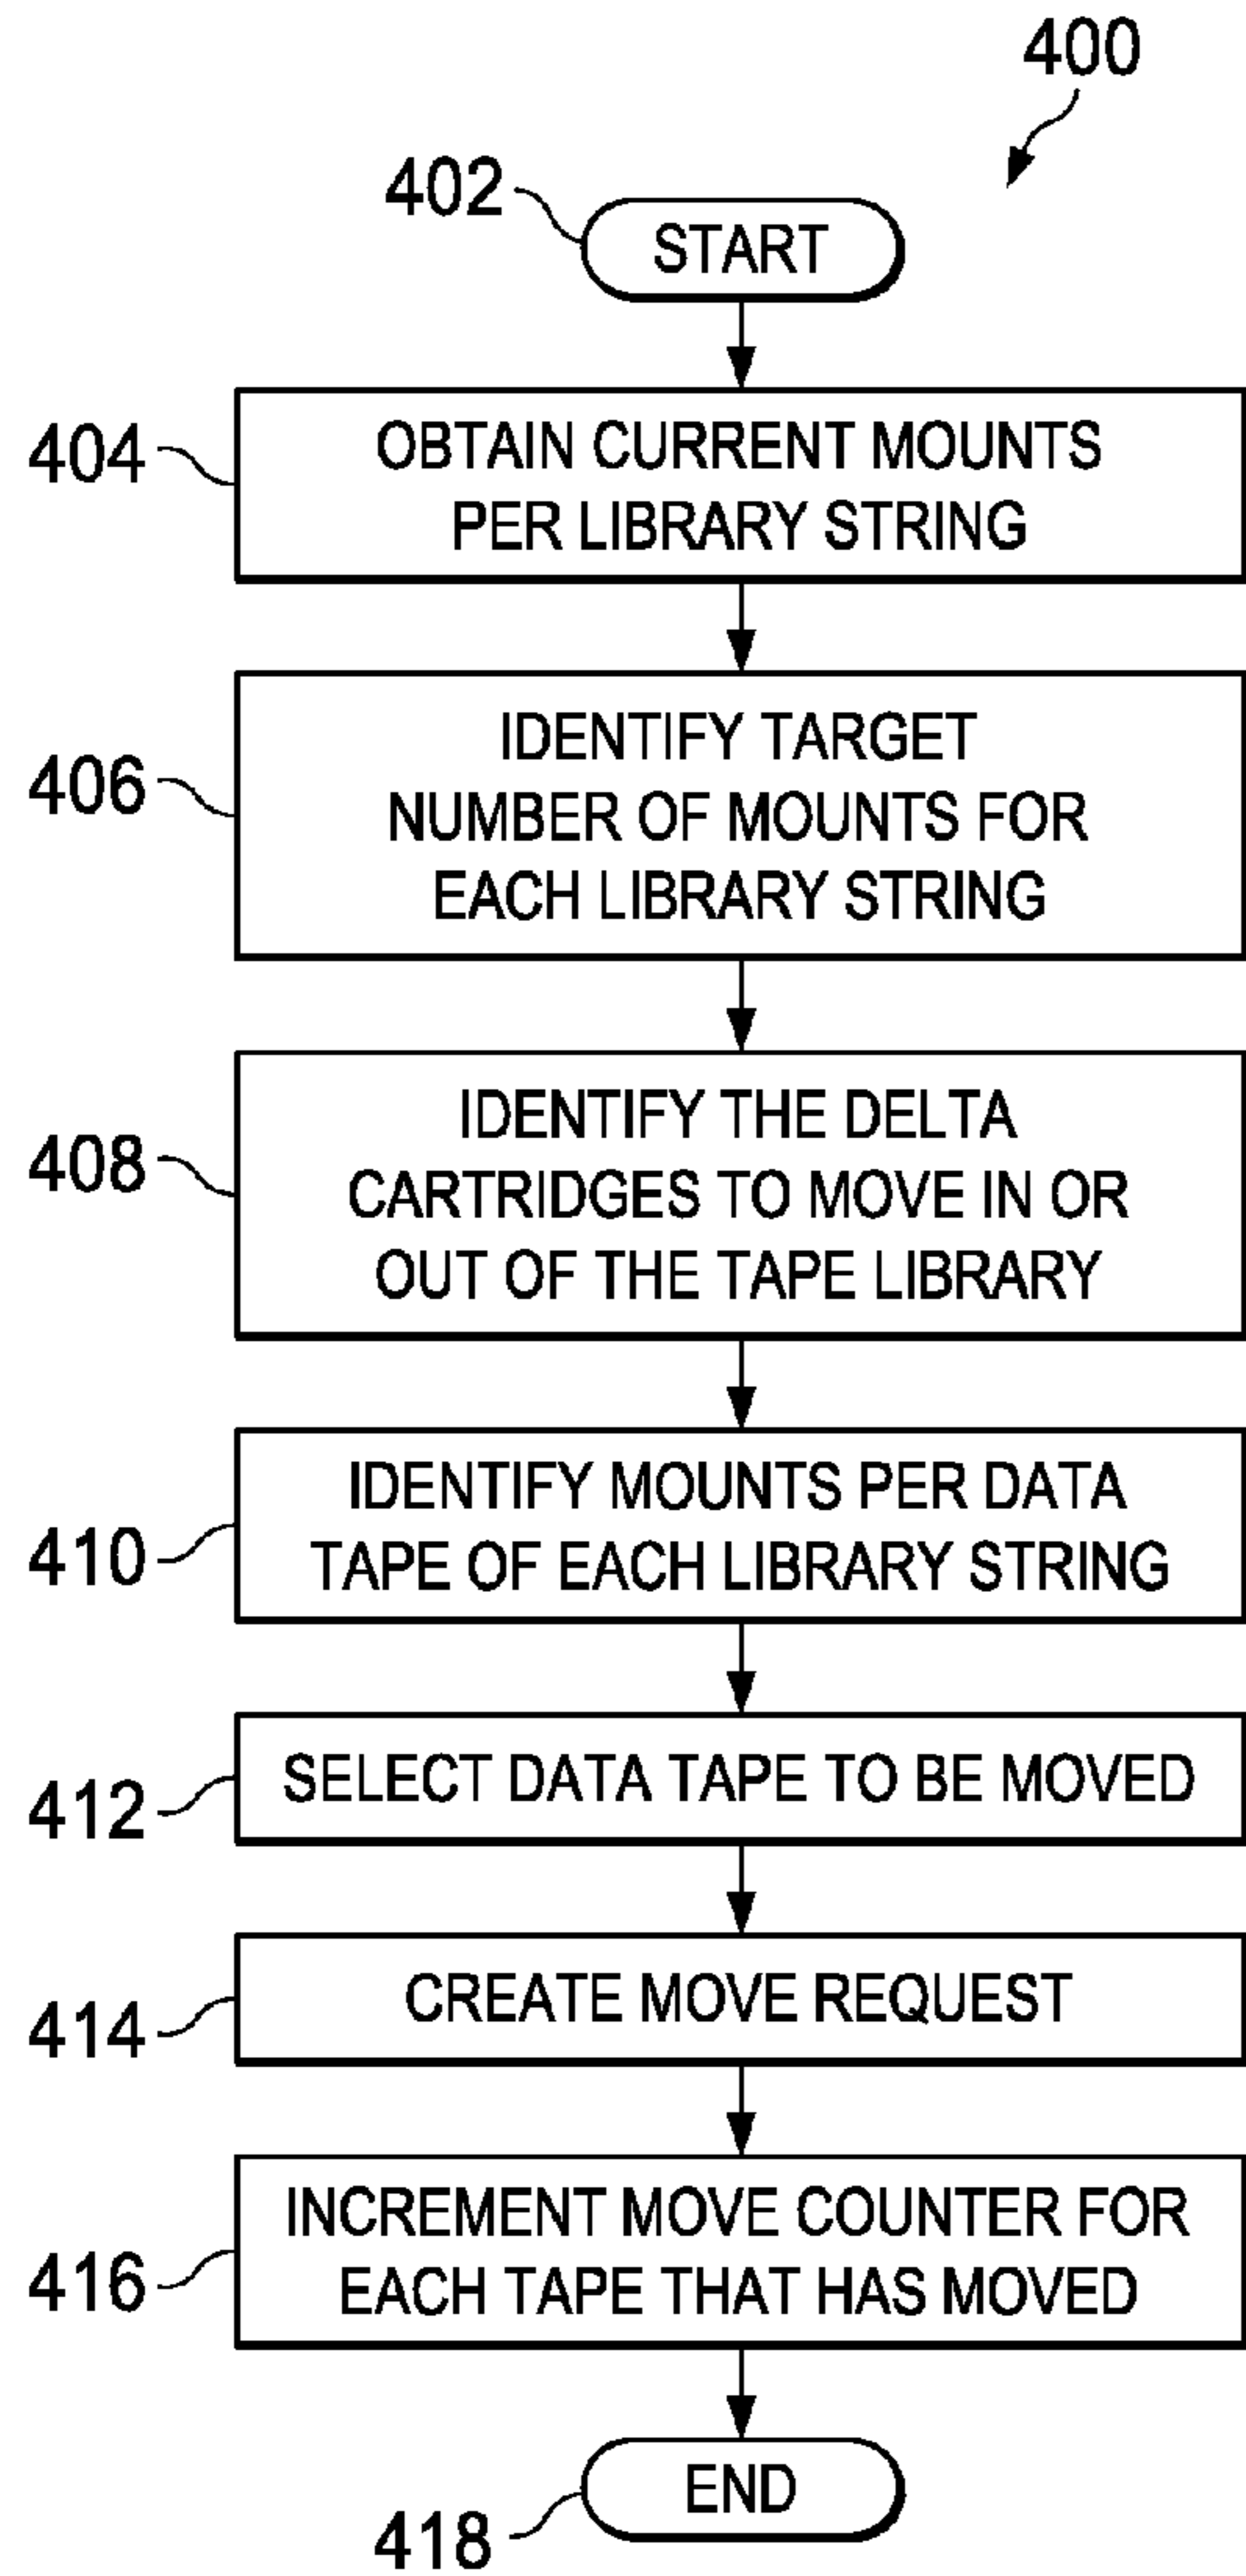 400
402
START
404
OBTAIN CURRENT MOUNTS
PER LIBRARY STRING
406
IDENTIFY TARGET
NUMBER OF MOUNTS FOR
EACH LIBRARY STRING
408
IDENTIFY THE DELTA
CARTRIDGES TO MOVE IN OR
OUT OF THE TAPE LIBRARY
410
IDENTIFY MOUNTS PER DATA
TAPE OF EACH LIBRARY STRING
412
SELECT DATA TAPE TO BE MOVED
414
CREATE MOVE REQUEST
416
INCREMENT MOVE COUNTER FOR
EACH TAPE THAT HAS MOVED
418
END